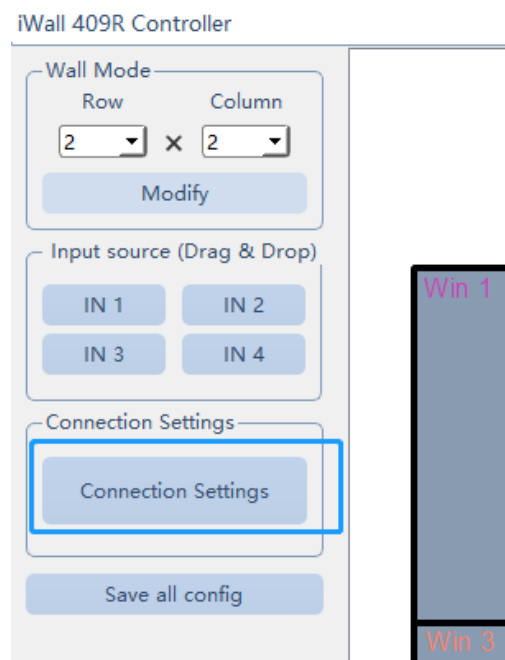 iWall 409R Controller
Wall Mode
Row Column
2 × 2
Modify
Input source (Drag & Drop)
IN 1 IN 2
IN 3 IN 4
Connection Settings
Connection Settings
Save all config
Win 1
Win 3